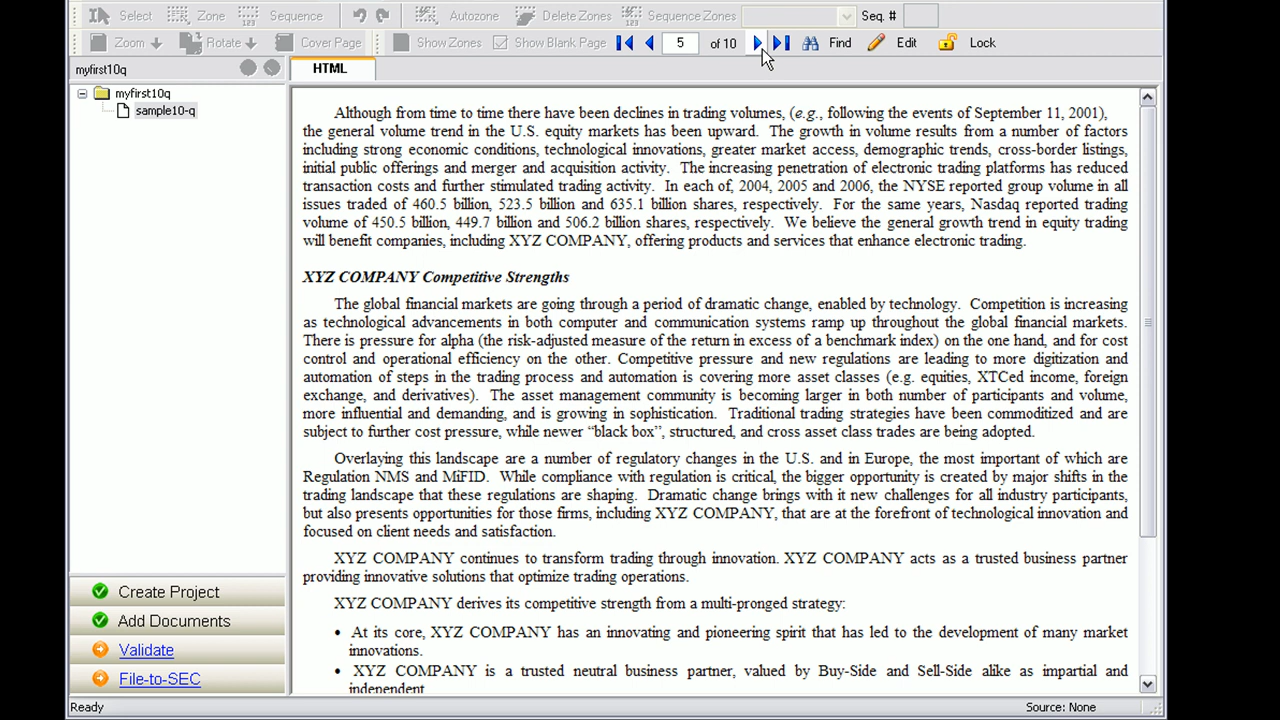 Select Zone Sequence Autozone Delete Zones Sequence Zones Seq. #
Zoom Rotate Cover Page Show Zones Show Blank Page 5 of 10 Find Edit Lock
myfirst10q
HTML
myfirst10q
sample10-q
Although from time to time there have been declines in trading volumes, (e.g., following the events of September 11, 2001),
the general volume trend in the U.S. equity markets has been upward. The growth in volume results from a number of factors
including strong economic conditions, technological innovations, greater market access, demographic trends, cross-border listings,
initial public offerings and merger and acquisition activity. The increasing penetration of electronic trading platforms has reduced
transaction costs and further stimulated trading activity. In each of, 2004, 2005 and 2006, the NYSE reported group volume in all
issues traded of 460.5 billion, 523.5 billion and 635.1 billion shares, respectively. For the same years, Nasdaq reported trading
volume of 450.5 billion, 449.7 billion and 506.2 billion shares, respectively. We believe the general growth trend in equity trading
will benefit companies, including XYZ COMPANY, offering products and services that enhance electronic trading.
XYZ COMPANY Competitive Strengths
The global financial markets are going through a period of dramatic change, enabled by technology. Competition is increasing
as technological advancements in both computer and communication systems ramp up throughout the global financial markets.
There is pressure for alpha (the risk-adjusted measure of the return in excess of a benchmark index) on the one hand, and for cost
control and operational efficiency on the other. Competitive pressure and new regulations are leading to more digitization and
automation of steps in the trading process and automation is covering more asset classes (e.g. equities, XTCed income, foreign
exchange, and derivatives). The asset management community is becoming larger in both number of participants and volume,
more influential and demanding, and is growing in sophistication. Traditional trading strategies have been commoditized and are
subject to further cost pressure, while newer “black box”, structured, and cross asset class trades are being adopted.
Overlaying this landscape are a number of regulatory changes in the U.S. and in Europe, the most important of which are
Regulation NMS and MiFID. While compliance with regulation is critical, the bigger opportunity is created by major shifts in the
trading landscape that these regulations are shaping. Dramatic change brings with it new challenges for all industry participants,
but also presents opportunities for those firms, including XYZ COMPANY, that are at the forefront of technological innovation and
focused on client needs and satisfaction.
XYZ COMPANY continues to transform trading through innovation. XYZ COMPANY acts as a trusted business partner
providing innovative solutions that optimize trading operations.
XYZ COMPANY derives its competitive strength from a multi-pronged strategy:
• At its core, XYZ COMPANY has an innovating and pioneering spirit that has led to the development of many market
innovations.
• XYZ COMPANY is a trusted neutral business partner, valued by Buy-Side and Sell-Side alike as impartial and
independent
Create Project
Add Documents
Validate
File-to-SEC
Ready Source: None